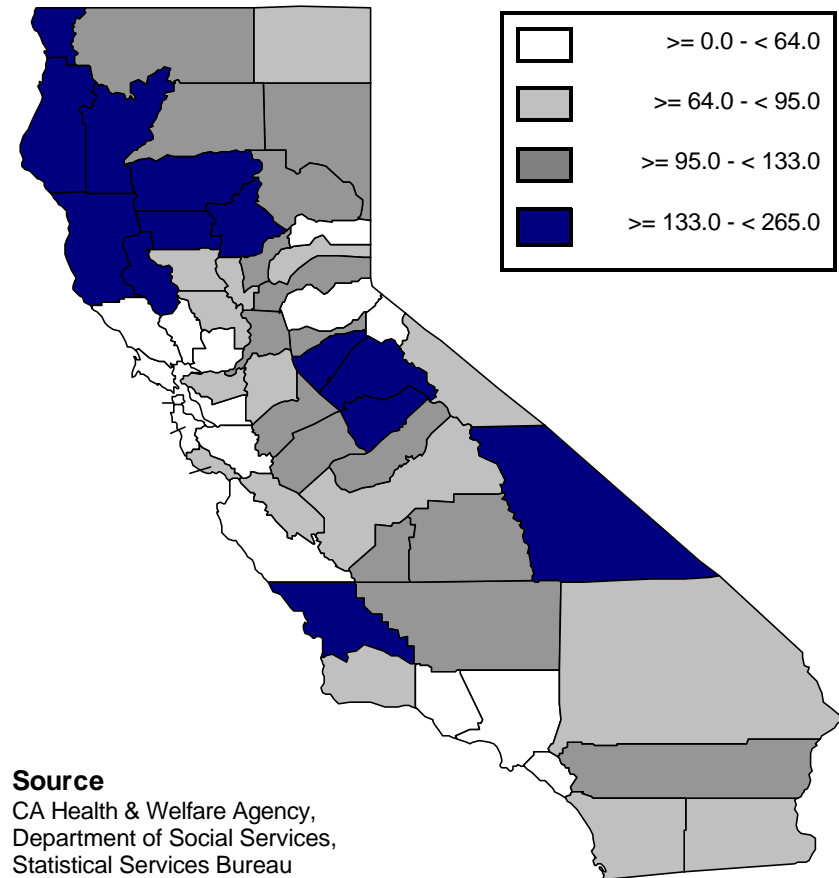 >= 0.0 - < 64.0
>= 64.0 - < 95.0
>= 95.0 - < 133.0
>= 133.0 - < 265.0
Source
CA Health & Welfare Agency,
Department of Social Services,
Statistical Services Bureau